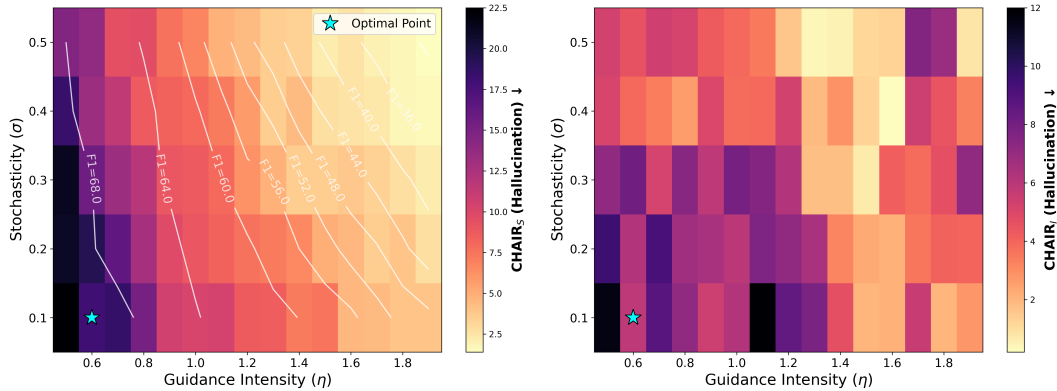 Optimal Point
0.5
0.4
0.3
0.2
0.1
Stochasticity (σ)
F1=68.0
F1=64.0
F1=60.0
F1=56.0
F1=52.0
F1=48.0
F1=44.0
F1=40.0
F1=36.0
0.6
0.8
1.0
1.2
1.4
1.6
1.8
Guidance Intensity (η)
22.5
20.0
17.5
15.0
12.5
10.0
7.5
5.0
2.5
CHAIR_S (Hallucination) ↓
0.5
0.4
0.3
0.2
0.1
Stochasticity (σ)
0.6
0.8
1.0
1.2
1.4
1.6
1.8
Guidance Intensity (η)
12
10
8
6
4
2
CHAIR_I (Hallucination) ↓